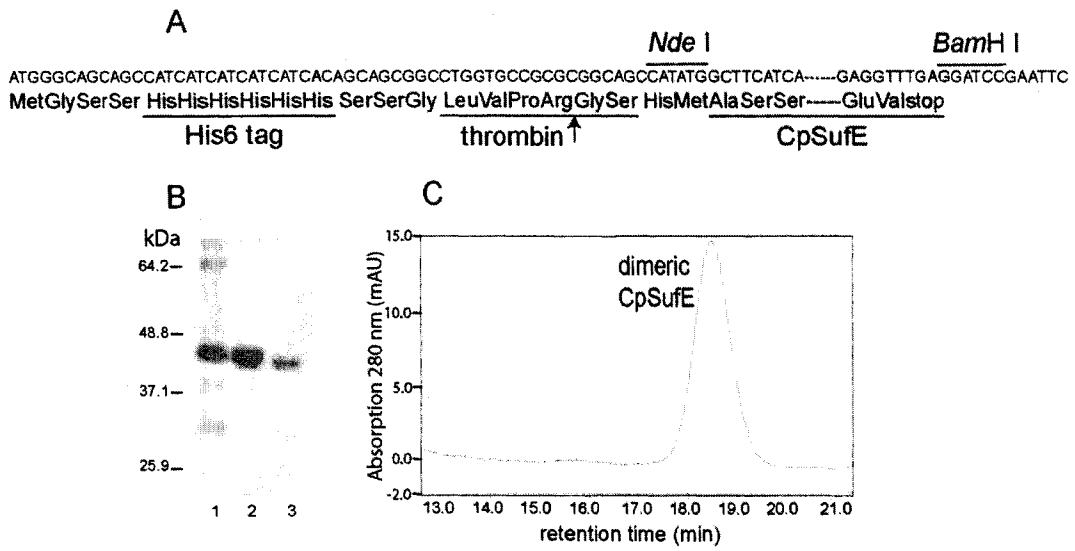 A
Nde I
BamH I
ATGGGCAGCAGCCATCATCATCATCATCACAGCAGCGGCCTGGTGCCGCGCGGCAGCCATATGGCTTCATCA------GAGGTTTGAGGATCCGAATTC
MetGlySerSer HisHisHisHisHisHis SerSerGly LeuValProArgGlySer HisMetAlaSerSer------GluValstop
His6 tag
thrombin
CpSufE
B
kDa
64.2
48.8
37.1
25.9
1 2 3
C
Absorption 280 nm (mAU)
15.0
10.0
5.0
0.0
-2.0
dimeric
CpSufE
13.0 14.0 15.0 16.0 17.0 18.0 19.0 20.0 21.0
retention time (min)